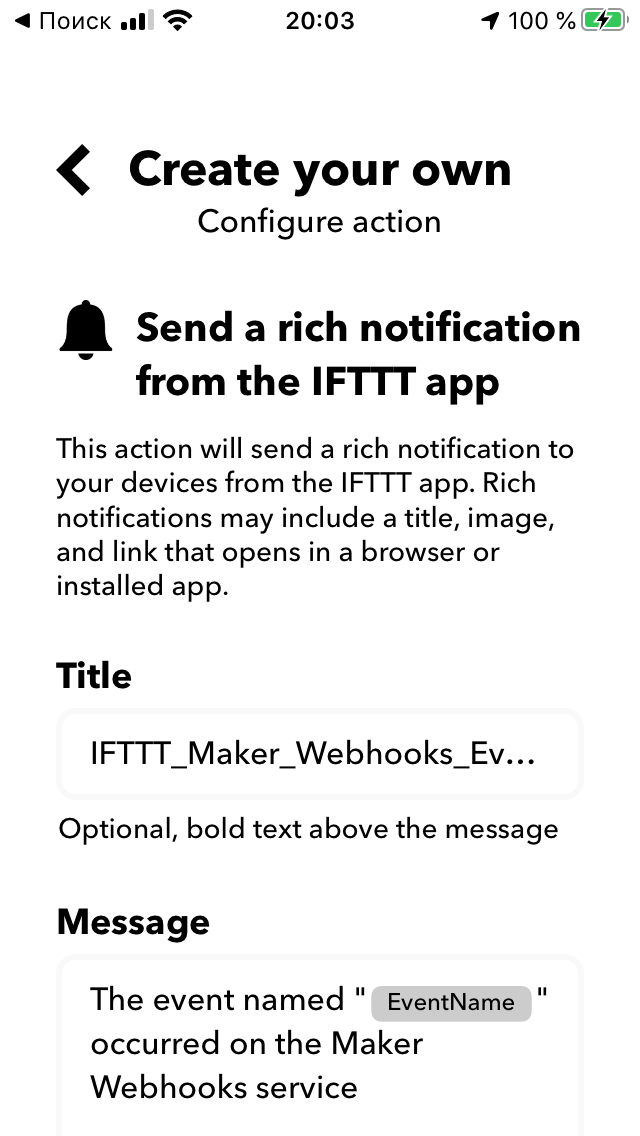 Поиск 20:03 100 %
Create your own
Configure action
Send a rich notification
from the IFTTT app
This action will send a rich notification to
your devices from the IFTTT app. Rich
notifications may include a title, image,
and link that opens in a browser or
installed app.
Title
IFTTT_Maker_Webhooks_Ev...
Optional, bold text above the message
Message
The event named " EventName "
occurred on the Maker
Webhooks service